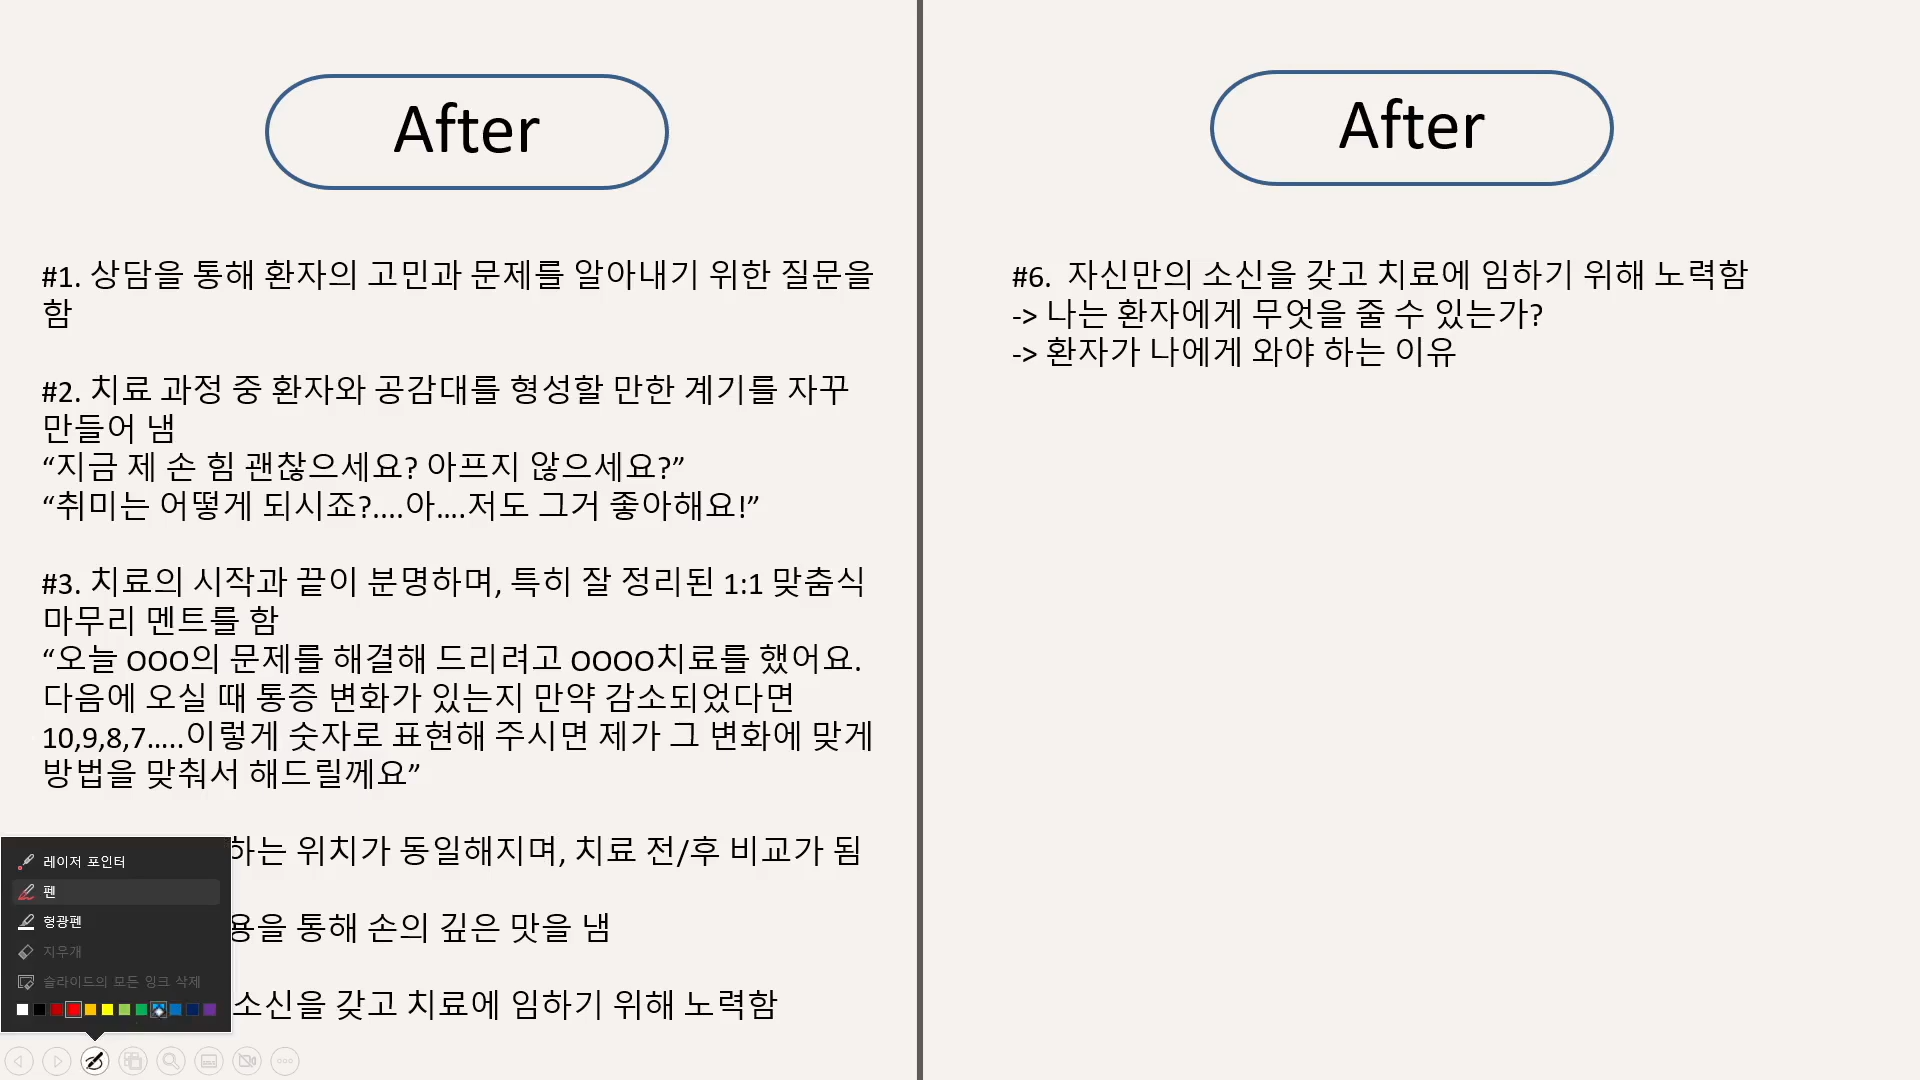 After
#1. 상담을 통해 환자의 고민과 문제를 알아내기 위한 질문을
함
#2. 치료 과정 중 환자와 공감대를 형성할 만한 계기를 자꾸
만들어 냄
“지금 제 손 힘 괜찮으세요? 아프지 않으세요?”
“취미는 어떻게 되시죠?....아....저도 그거 좋아해요!”
#3. 치료의 시작과 끝이 분명하며, 특히 잘 정리된 1:1 맞춤식
마무리 멘트를 함
“오늘 OOO의 문제를 해결해 드리려고 OOOO치료를 했어요.
다음에 오실 때 통증 변화가 있는지 만약 감소되었다면
10,9,8,7.....이렇게 숫자로 표현해 주시면 제가 그 변화에 맞게
방법을 맞춰서 해드릴께요”
하는 위치가 동일해지며, 치료 전/후 비교가 됨
용을 통해 손의 깊은 맛을 냄
소신을 갖고 치료에 임하기 위해 노력함
레이저 포인터
펜
형광펜
지우개
슬라이드의 모든 잉크 삭제
After
#6. 자신만의 소신을 갖고 치료에 임하기 위해 노력함
-> 나는 환자에게 무엇을 줄 수 있는가?
-> 환자가 나에게 와야 하는 이유